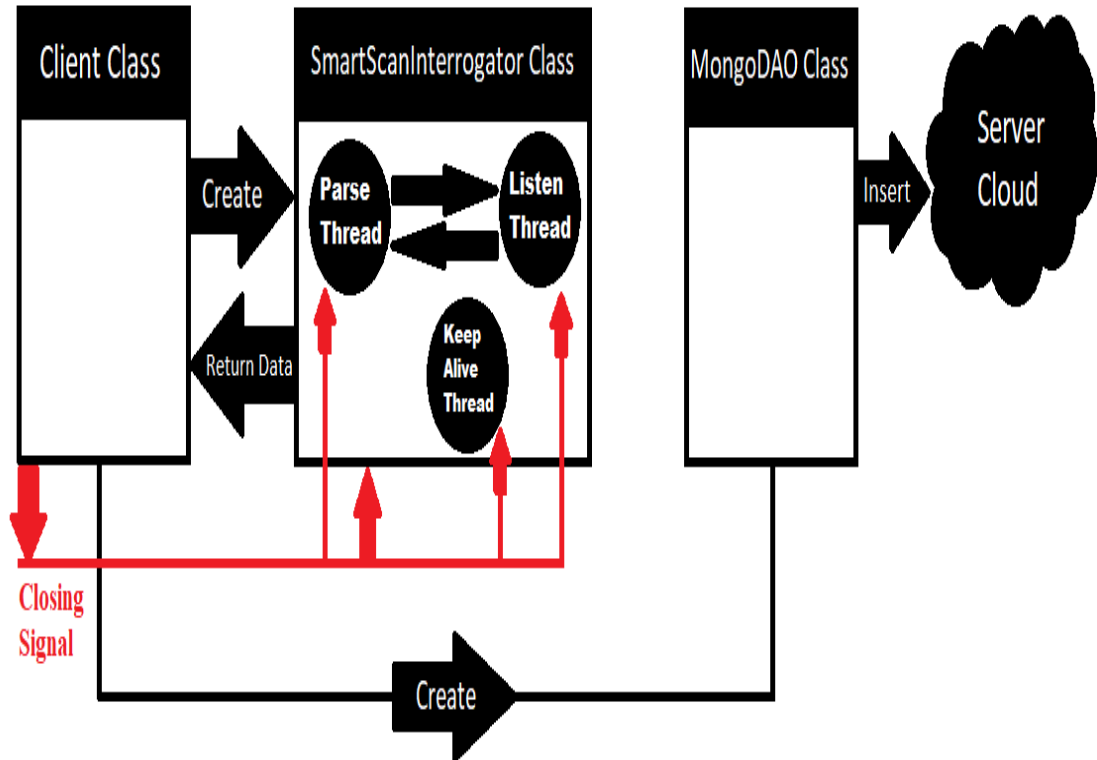 Client Class
SmartScanInterrogator Class
MongoDAO Class
Server
Cloud
Create
Parse
Thread
Listen
Thread
Insert
Return Data
Keep
Alive
Thread
Closing
Signal
Create